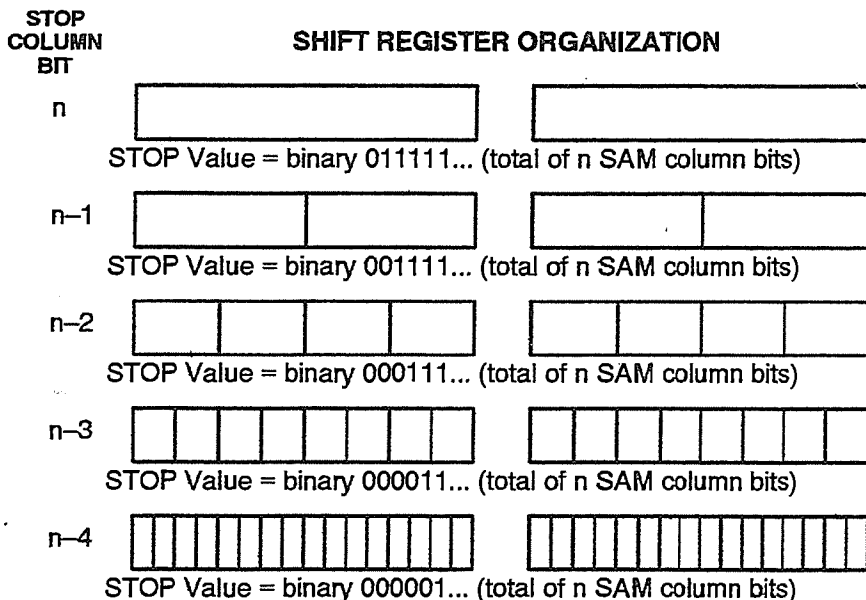 STOP
COLUMN
BIT
SHIFT REGISTER ORGANIZATION
n
STOP Value = binary 011111... (total of n SAM column bits)
n–1
STOP Value = binary 001111... (total of n SAM column bits)
n–2
STOP Value = binary 000111... (total of n SAM column bits)
n–3
STOP Value = binary 000011... (total of n SAM column bits)
n–4
STOP Value = binary 000001... (total of n SAM column bits)